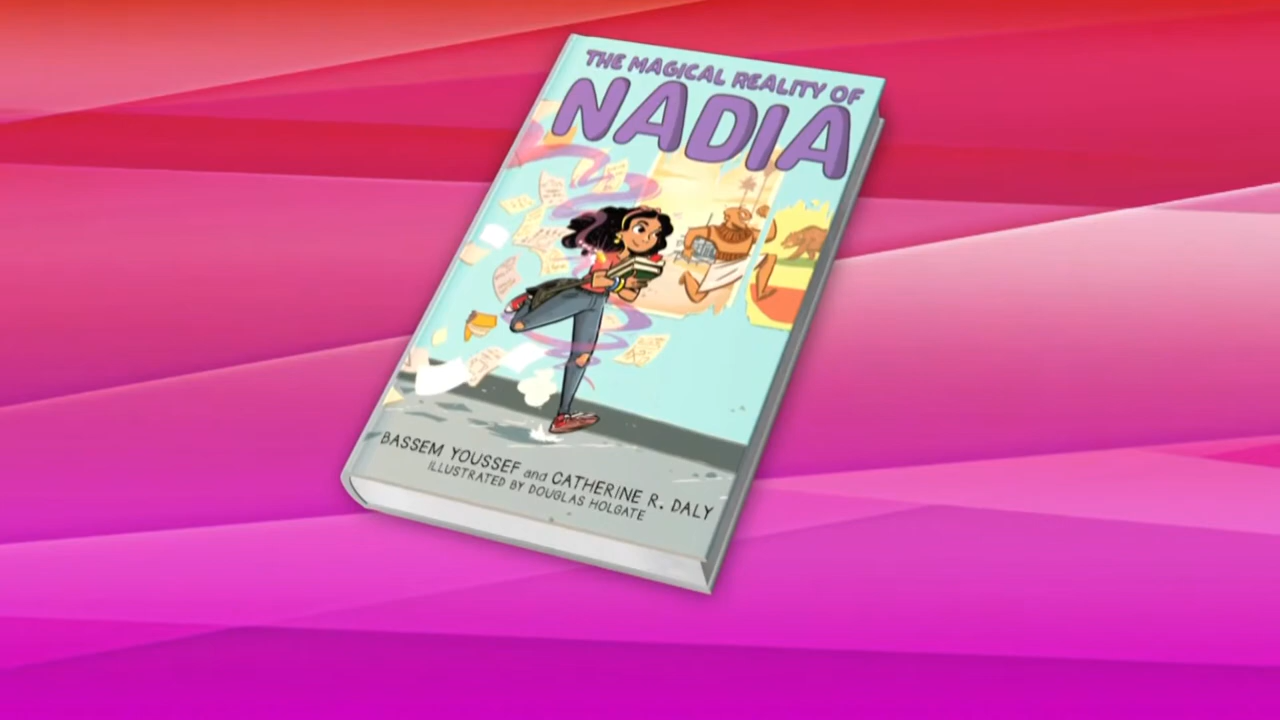 THE MAGICAL REALITY OF
NADIA
BASSEM YOUSSEF and CATHERINE R. DALY
ILLUSTRATED BY DOUGLAS HOLGATE